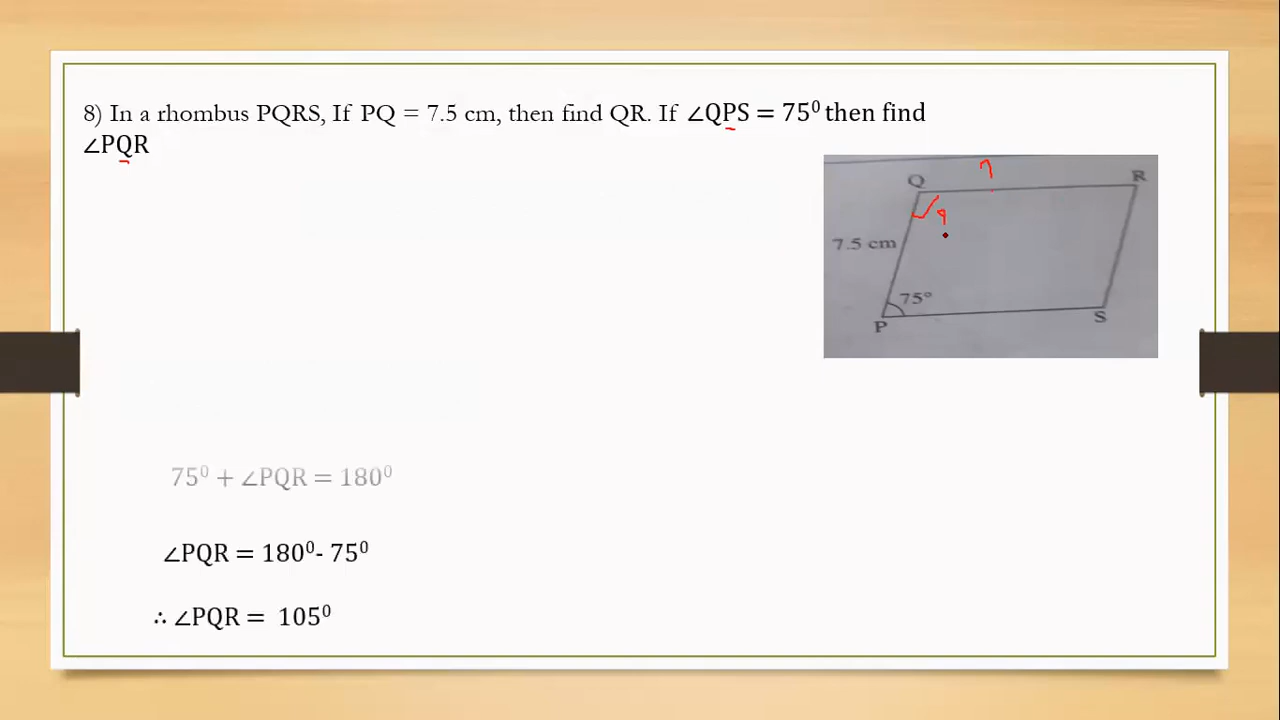 8) In a rhombus PQRS, If PQ = 7.5 cm, then find QR. If ∠QPS = 75⁰ then find
∠PQR
Q
R
7.5 cm
75°
P
S
75⁰ + ∠PQR = 180⁰
∠PQR = 180⁰- 75⁰
∴ ∠PQR = 105⁰